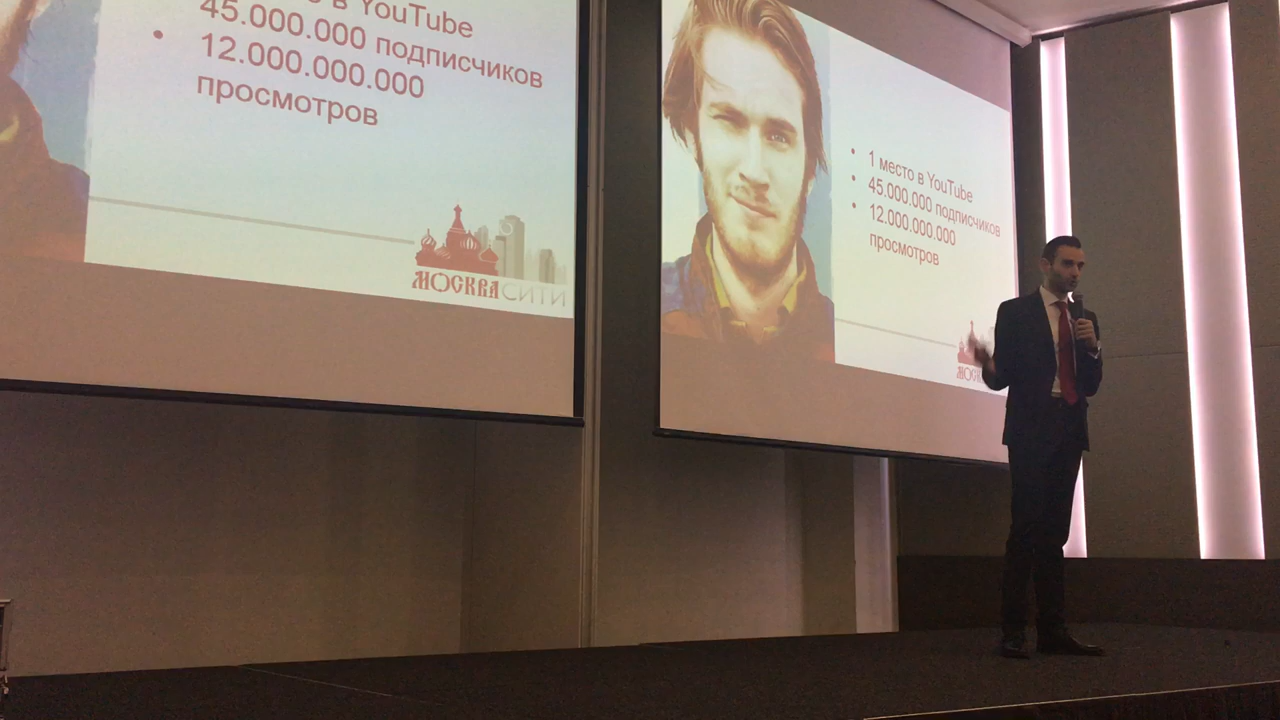 в YouTube
45.000.000 подписчиков
• 12.000.000.000
просмотров
МОСКВА СИТИ
• 1 место в YouTube
• 45.000.000 подписчиков
• 12.000.000.000
просмотров